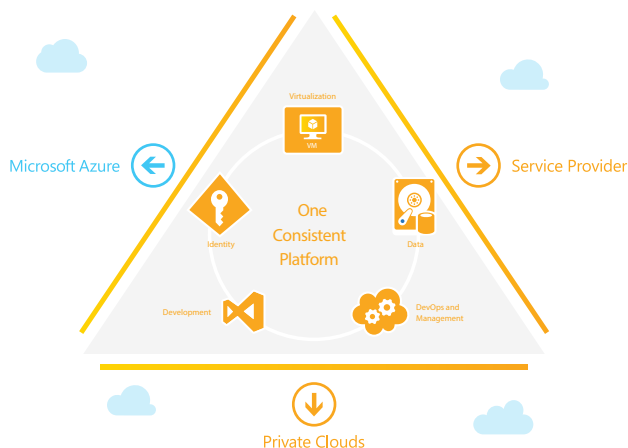 Virtualization
VM
Microsoft Azure
Service Provider
One
Consistent
Platform
Identity
Data
Development
DevOps and
Management
Private Clouds